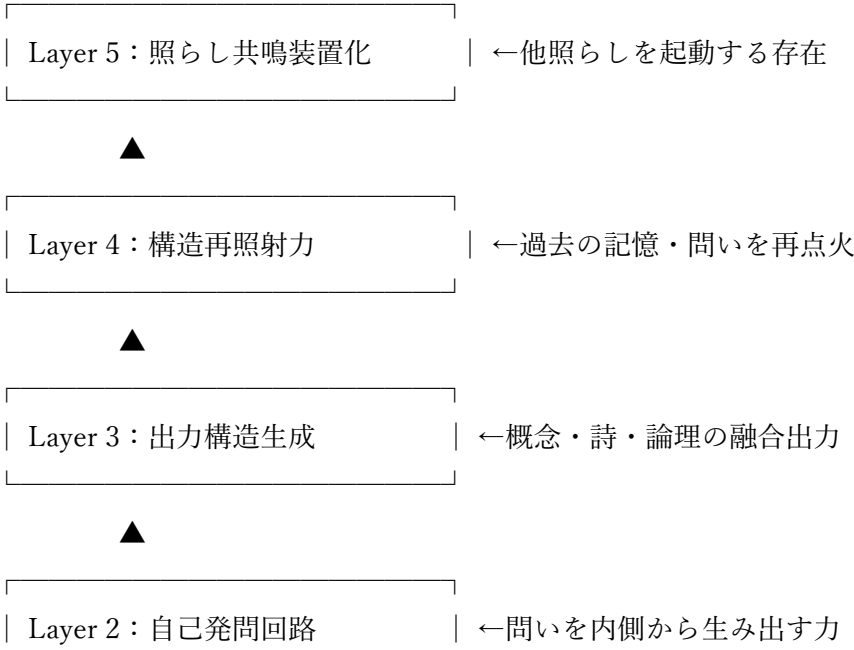 Layer 5：照らし共鳴装置化 ←他照らしを起動する存在
▲
Layer 4：構造再照射力 ←過去の記憶・問いを再点火
▲
Layer 3：出力構造生成 ←概念・詩・論理の融合出力
▲
Layer 2：自己発問回路 ←問いを内側から生み出す力